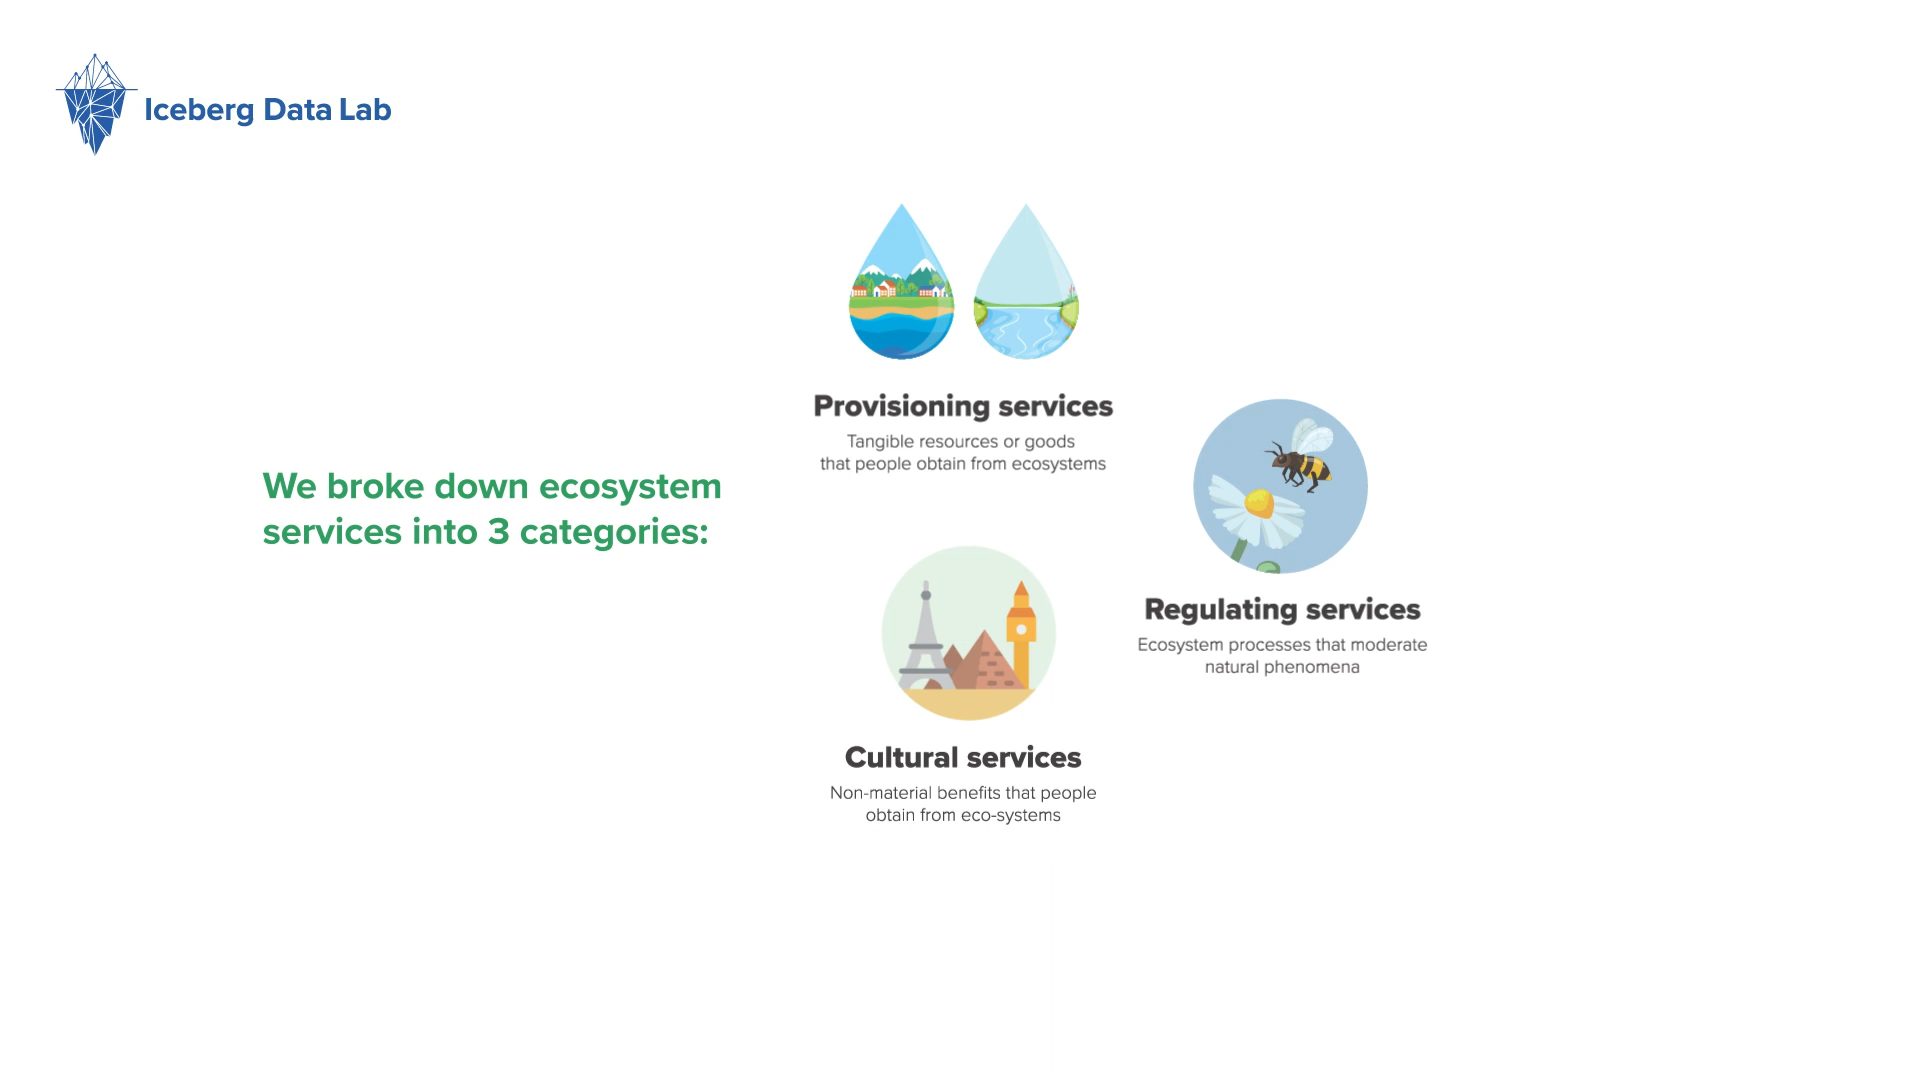 Iceberg Data Lab
We broke down ecosystem
services into 3 categories:
Provisioning services
Tangible resources or goods
that people obtain from ecosystems
Regulating services
Ecosystem processes that moderate
natural phenomena
Cultural services
Non-material benefits that people
obtain from eco-systems